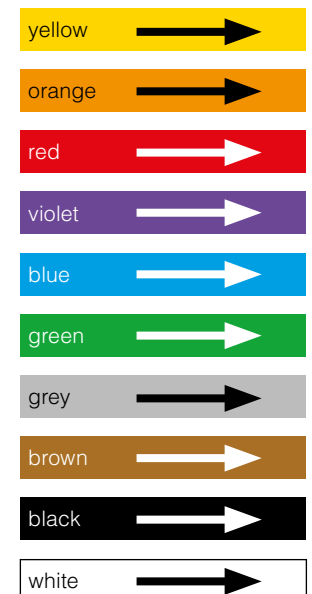 yellow
orange
red
violet
blue
green
grey
brown
black
white